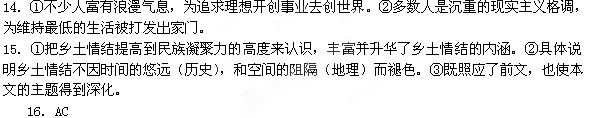 14. ①不少人富有浪漫气息，为追求理想开创事业去创世界。②多数人是沉重的现实主义格调，
为维持最低的生活被打发出家门。
15. ①把乡土情结提高到民族凝聚力的高度来认识，丰富并升华了乡土情结的内涵。②具体说
明乡土情结不因时间的悠远（历史），和空间的阻隔（地理）而褪色。③既照应了前文，也使本
文的主题得到深化。
16. AC